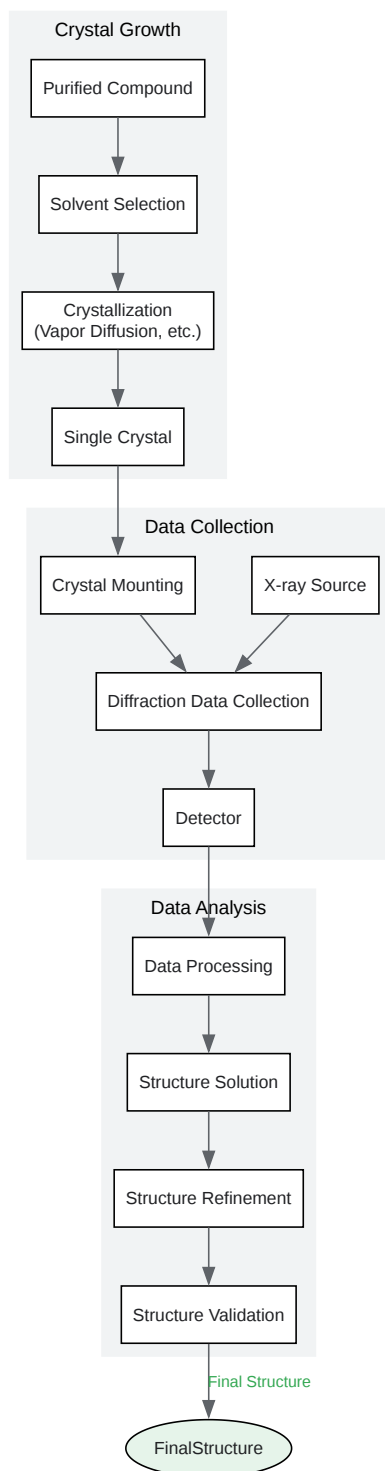 Crystal Growth
Purified Compound
Solvent Selection
Crystallization
(Vapor Diffusion, etc.)
Single Crystal
Data Collection
Crystal Mounting
X-ray Source
Diffraction Data Collection
Detector
Data Analysis
Data Processing
Structure Solution
Structure Refinement
Structure Validation
Final Structure
FinalStructure